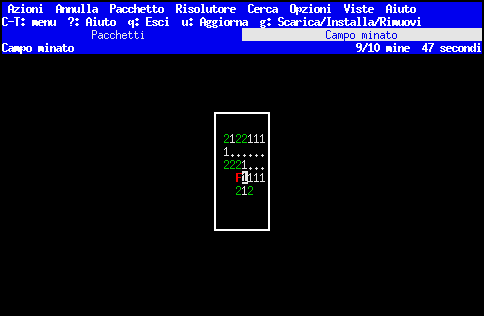 Azioni Annulla Pacchetto Risolutore Cerca Opzioni Viste Aiuto
C-T: menu ?: Aiuto q: Esci u: Aggiorna g: Scarica/Installa/Rimuovi
Pacchetti Campo minato
Campo minato 9/10 mine 47 secondi
2122111
1......
2221...
F1111
212